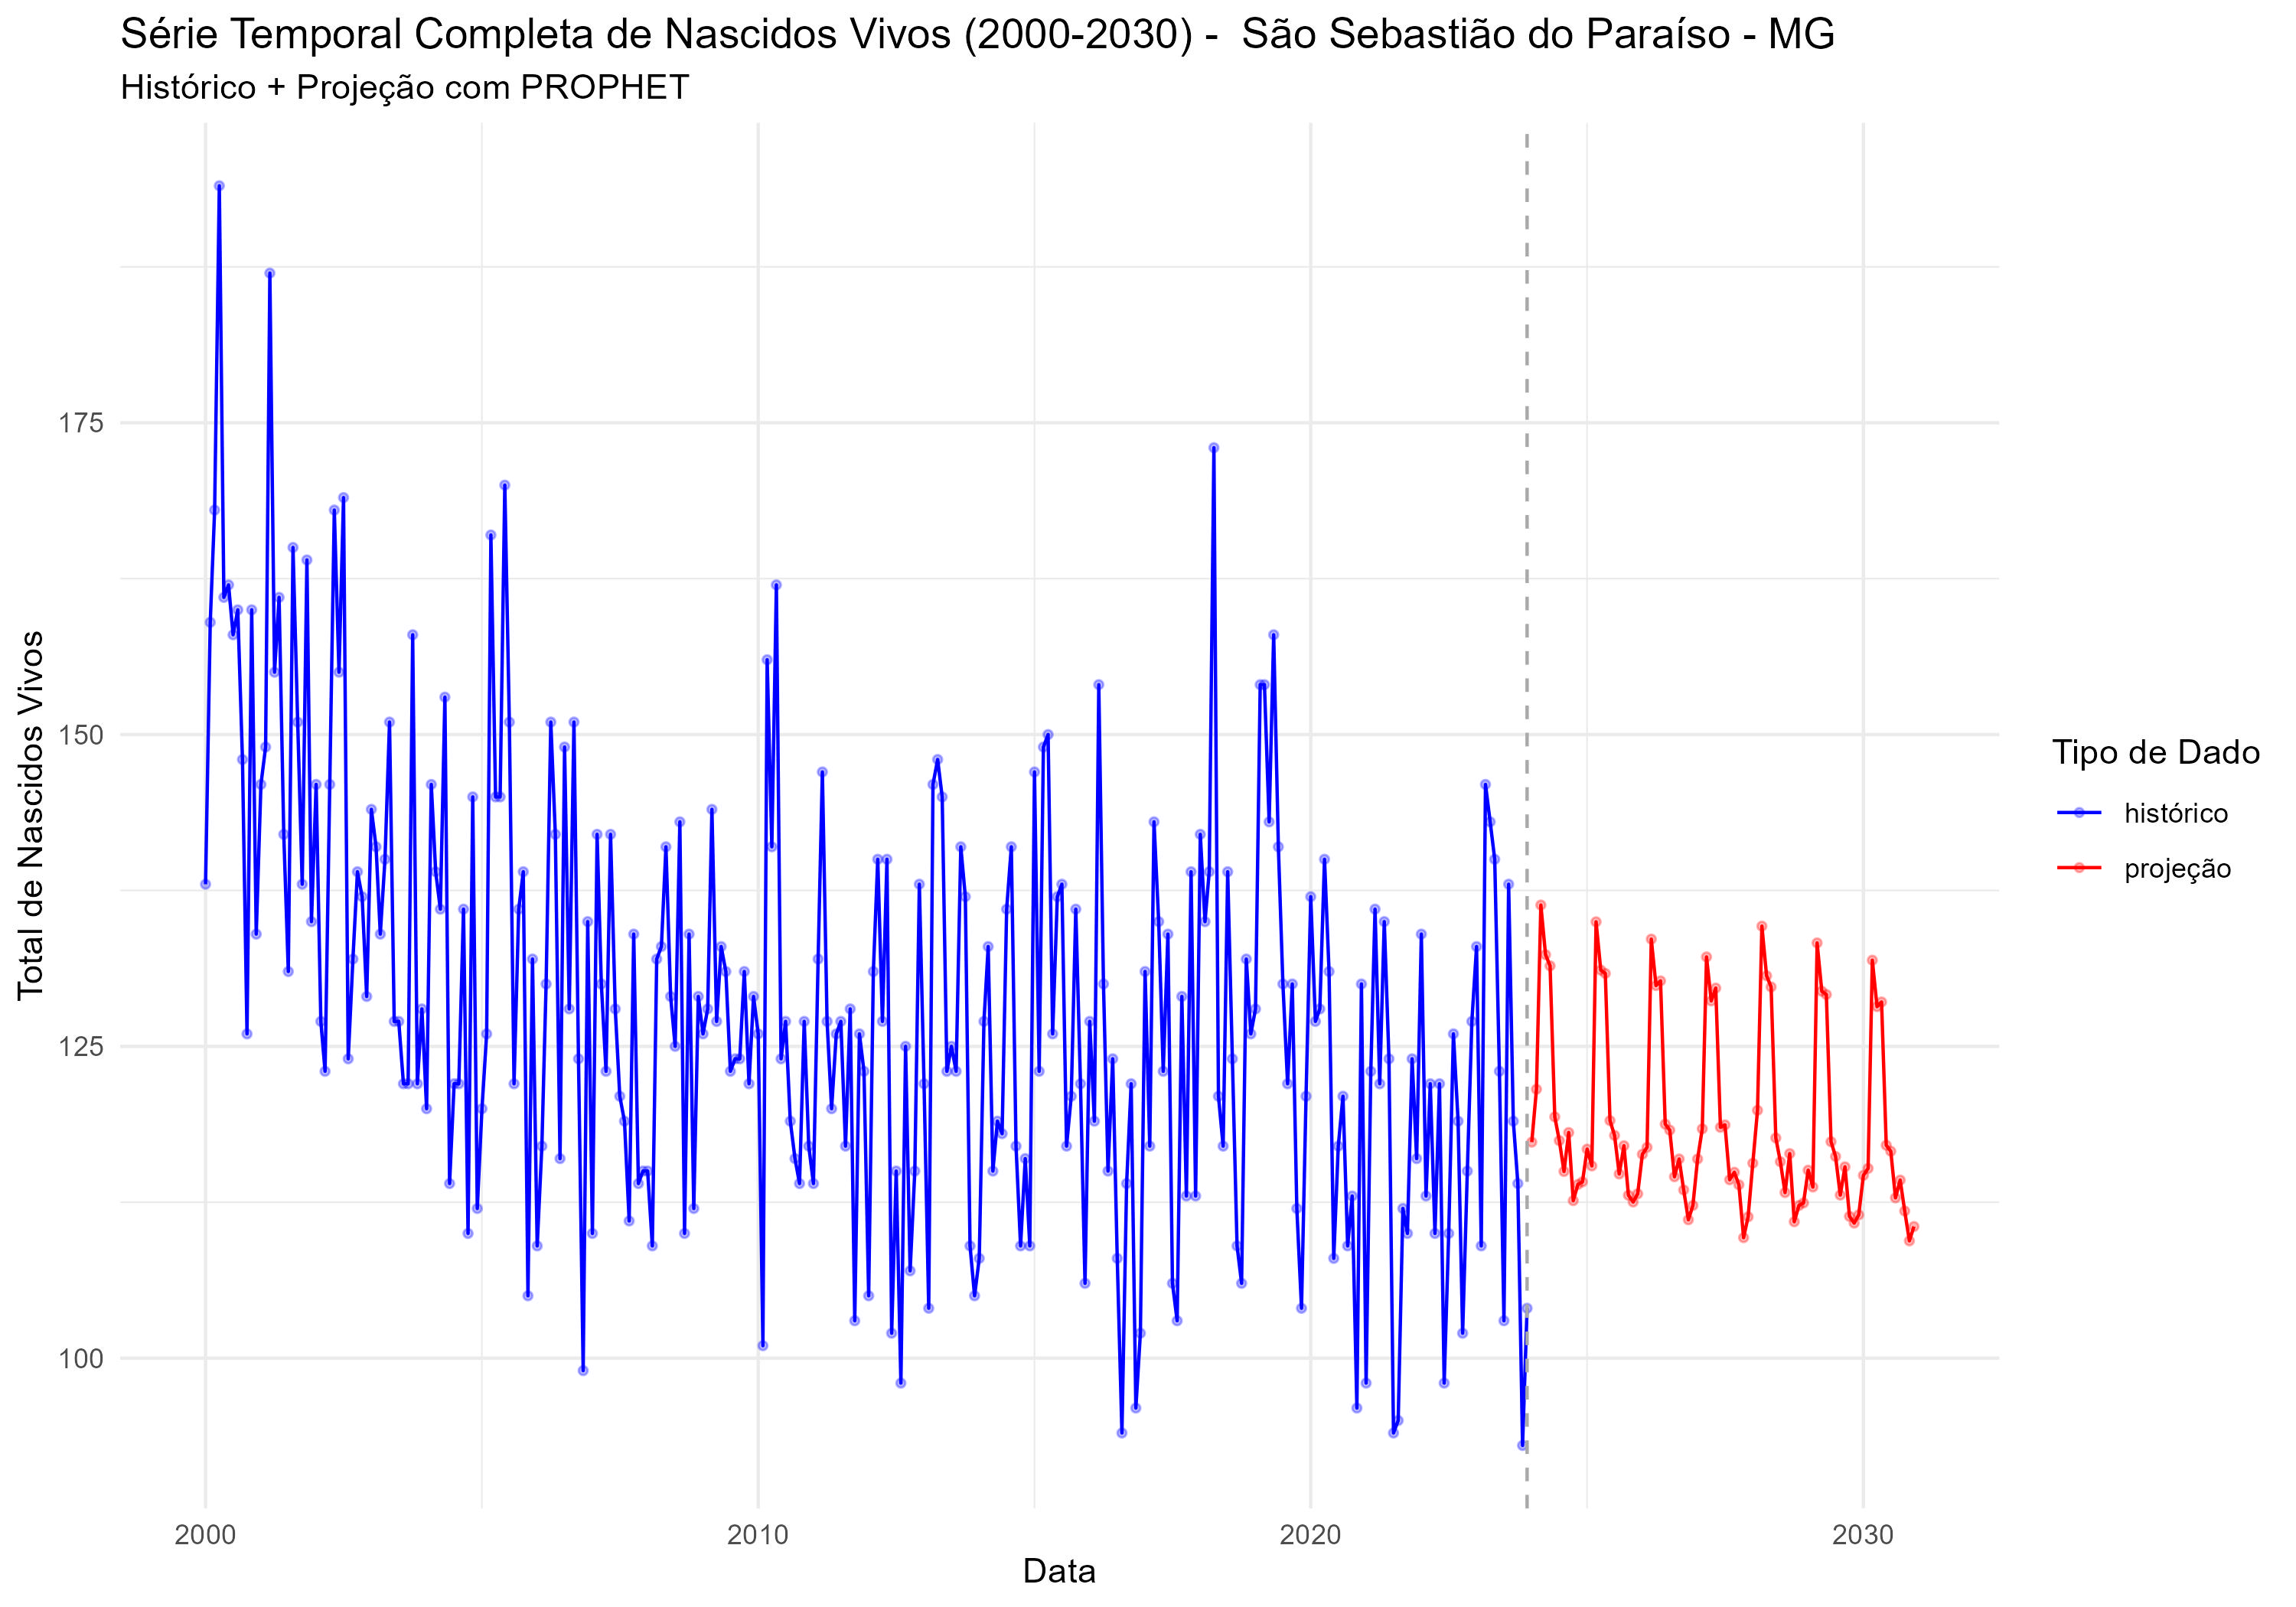 Série Temporal Completa de Nascidos Vivos (2000-2030) -  São Sebastião do Paraíso - MG
Histórico + Projeção com PROPHET
Total de Nascidos Vivos
175
150
125
100
2000
2010
2020
2030
Data
Tipo de Dado
histórico
projeção